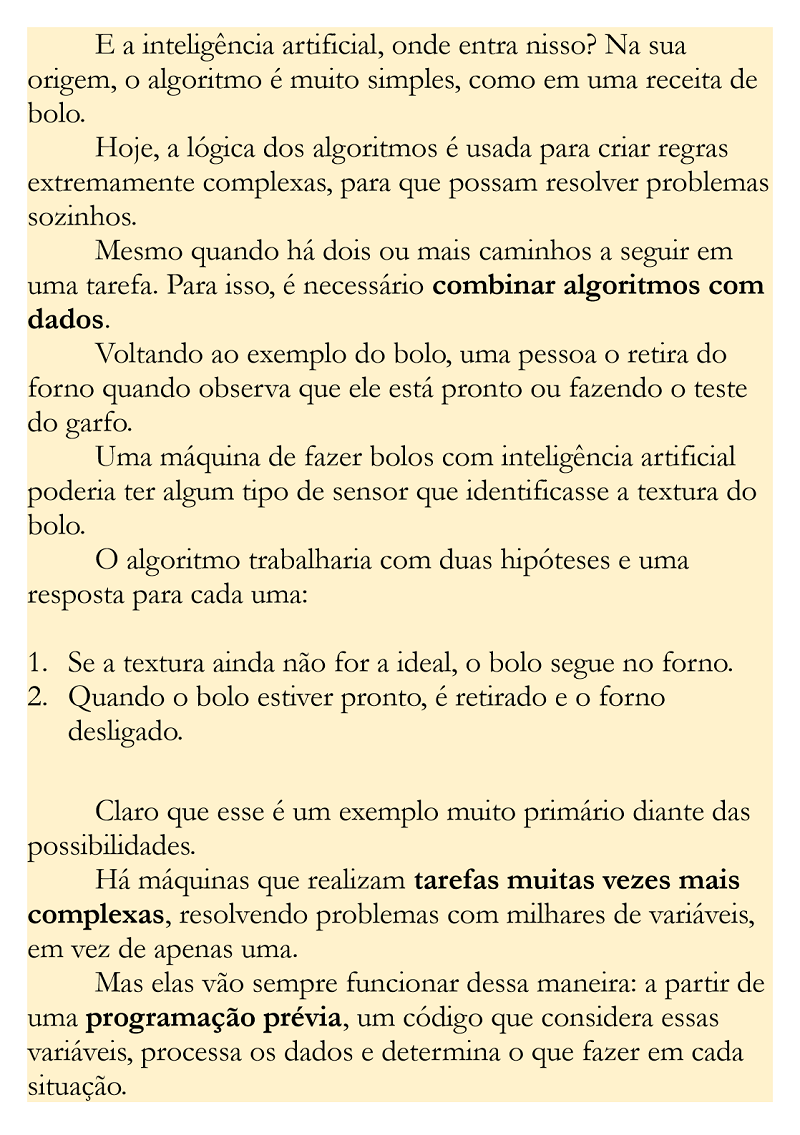 E a inteligência artificial, onde entra nisso? Na sua
origem, o algoritmo é muito simples, como em uma receita de
bolo.
Hoje, a lógica dos algoritmos é usada para criar regras
extremamente complexas, para que possam resolver problemas
sozinhos.
Mesmo quando há dois ou mais caminhos a seguir em
uma tarefa. Para isso, é necessário combinar algoritmos com
dados.
Voltando ao exemplo do bolo, uma pessoa o retira do
forno quando observa que ele está pronto ou fazendo o teste
do garfo.
Uma máquina de fazer bolos com inteligência artificial
poderia ter algum tipo de sensor que identificasse a textura do
bolo.
O algoritmo trabalharia com duas hipóteses e uma
resposta para cada uma:
1. Se a textura ainda não for a ideal, o bolo segue no forno.
2. Quando o bolo estiver pronto, é retirado e o forno
desligado.
Claro que esse é um exemplo muito primário diante das
possibilidades.
Há máquinas que realizam tarefas muitas vezes mais
complexas, resolvendo problemas com milhares de variáveis,
em vez de apenas uma.
Mas elas vão sempre funcionar dessa maneira: a partir de
uma programação prévia, um código que considera essas
variáveis, processa os dados e determina o que fazer em cada
situação.